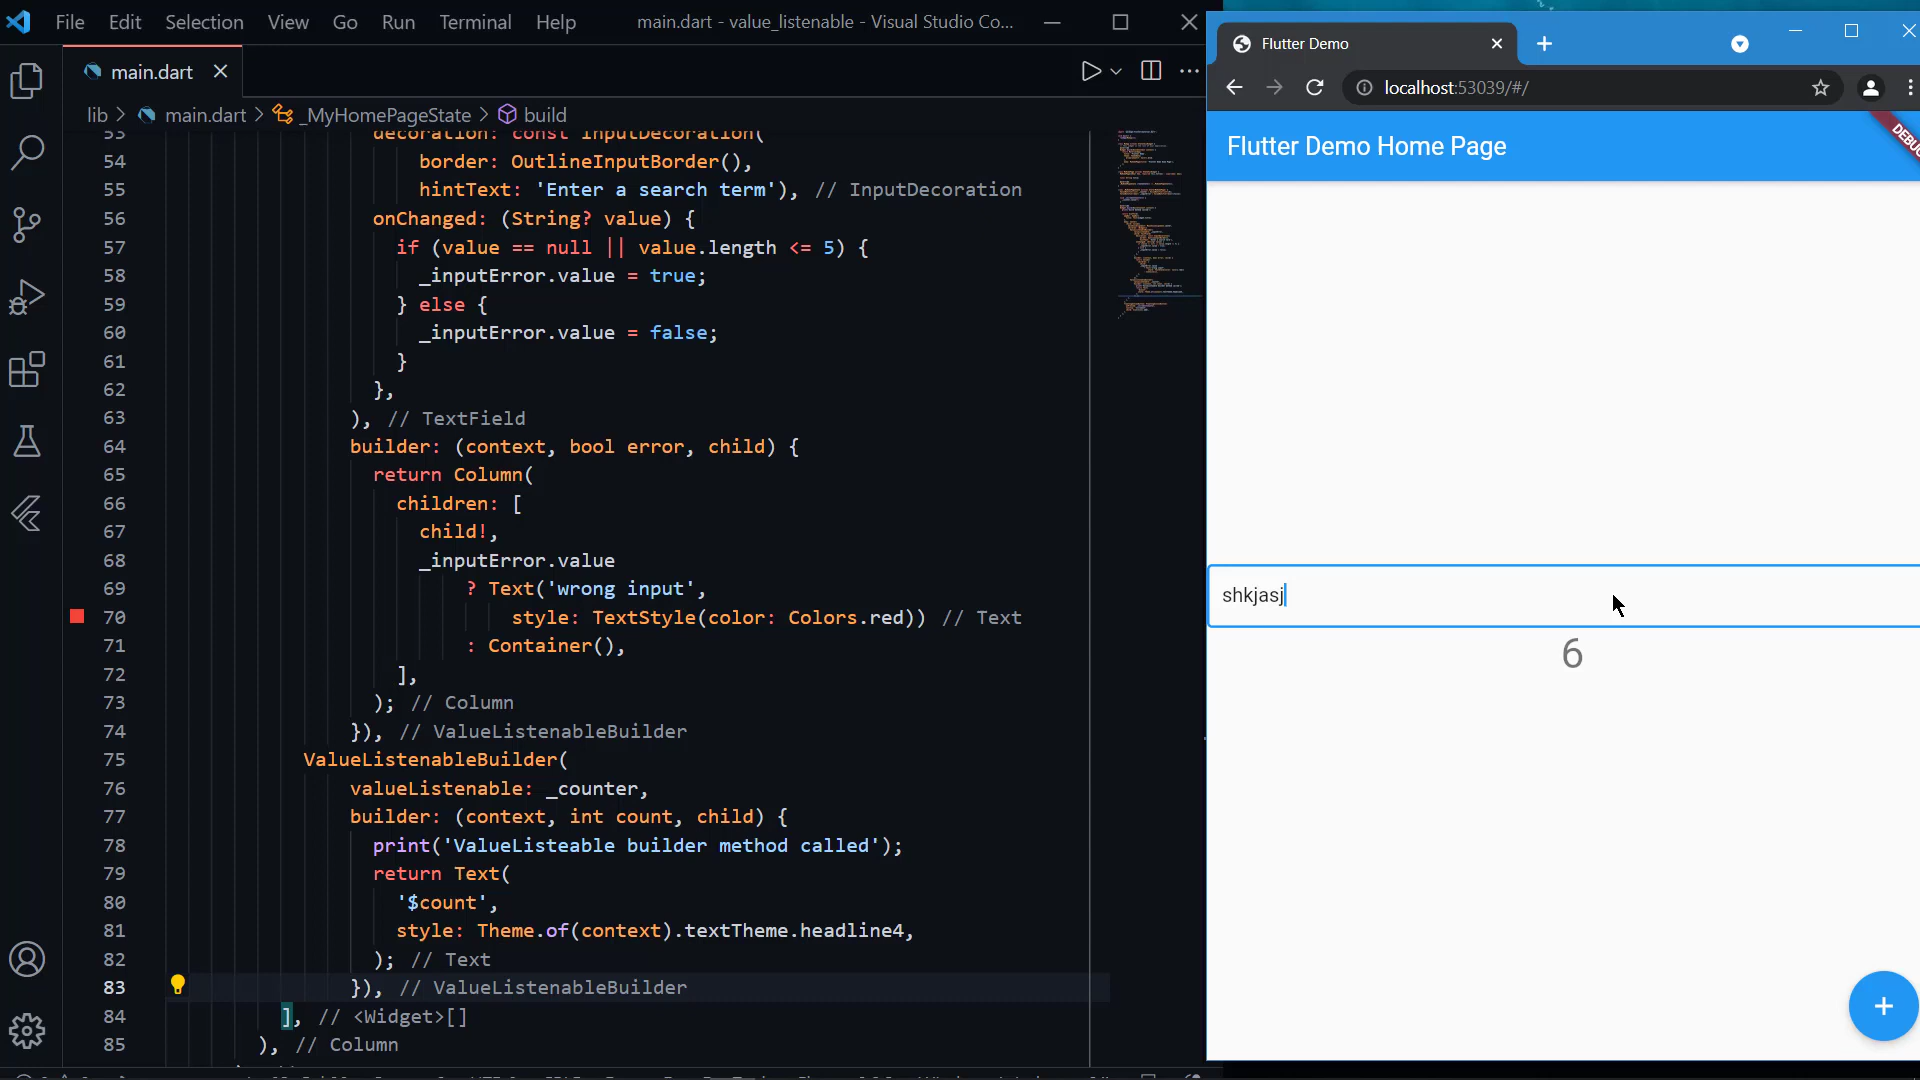 File Edit Selection View Go Run Terminal Help main.dart - value_listenable - Visual Studio Co...
main.dart
lib > main.dart > _MyHomePageState > build
53 decoration: const InputDecoration(
54 border: OutlineInputBorder(),
55 hintText: 'Enter a search term'), // InputDecoration
56 onChanged: (String? value) {
57 if (value == null || value.length <= 5) {
58 _inputError.value = true;
59 } else {
60 _inputError.value = false;
61 }
62 },
63 ), // TextField
64 builder: (context, bool error, child) {
65 return Column(
66 children: [
67 child!,
68 _inputError.value
69 ? Text('wrong input',
70 style: TextStyle(color: Colors.red)) // Text
71 : Container(),
72 ],
73 ); // Column
74 }), // ValueListenableBuilder
75 ValueListenableBuilder(
76 valueListenable: _counter,
77 builder: (context, int count, child) {
78 print('ValueListeable builder method called');
79 return Text(
80 '$count',
81 style: Theme.of(context).textTheme.headline4,
82 ); // Text
83 }), // ValueListenableBuilder
84 ], // <Widget>[]
85 ), // Column
Flutter Demo
localhost:53039/#/
Flutter Demo Home Page
shkjasj
6
+